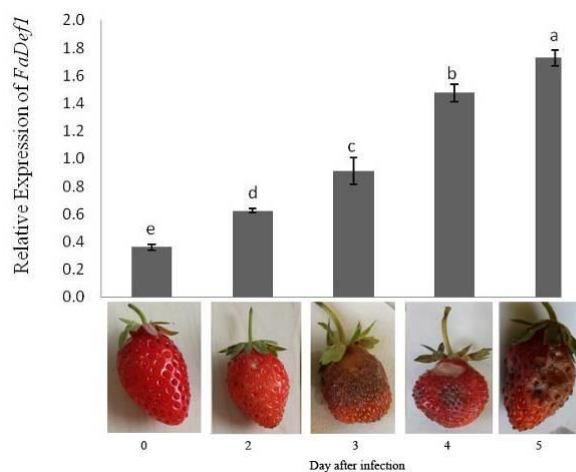 Relative Expression of FaDef1
2.0
1.8
1.6
1.4
1.2
1.0
0.8
0.6
0.4
0.2
0.0
e
d
c
b
a
0 2 3 4 5
Day after infection